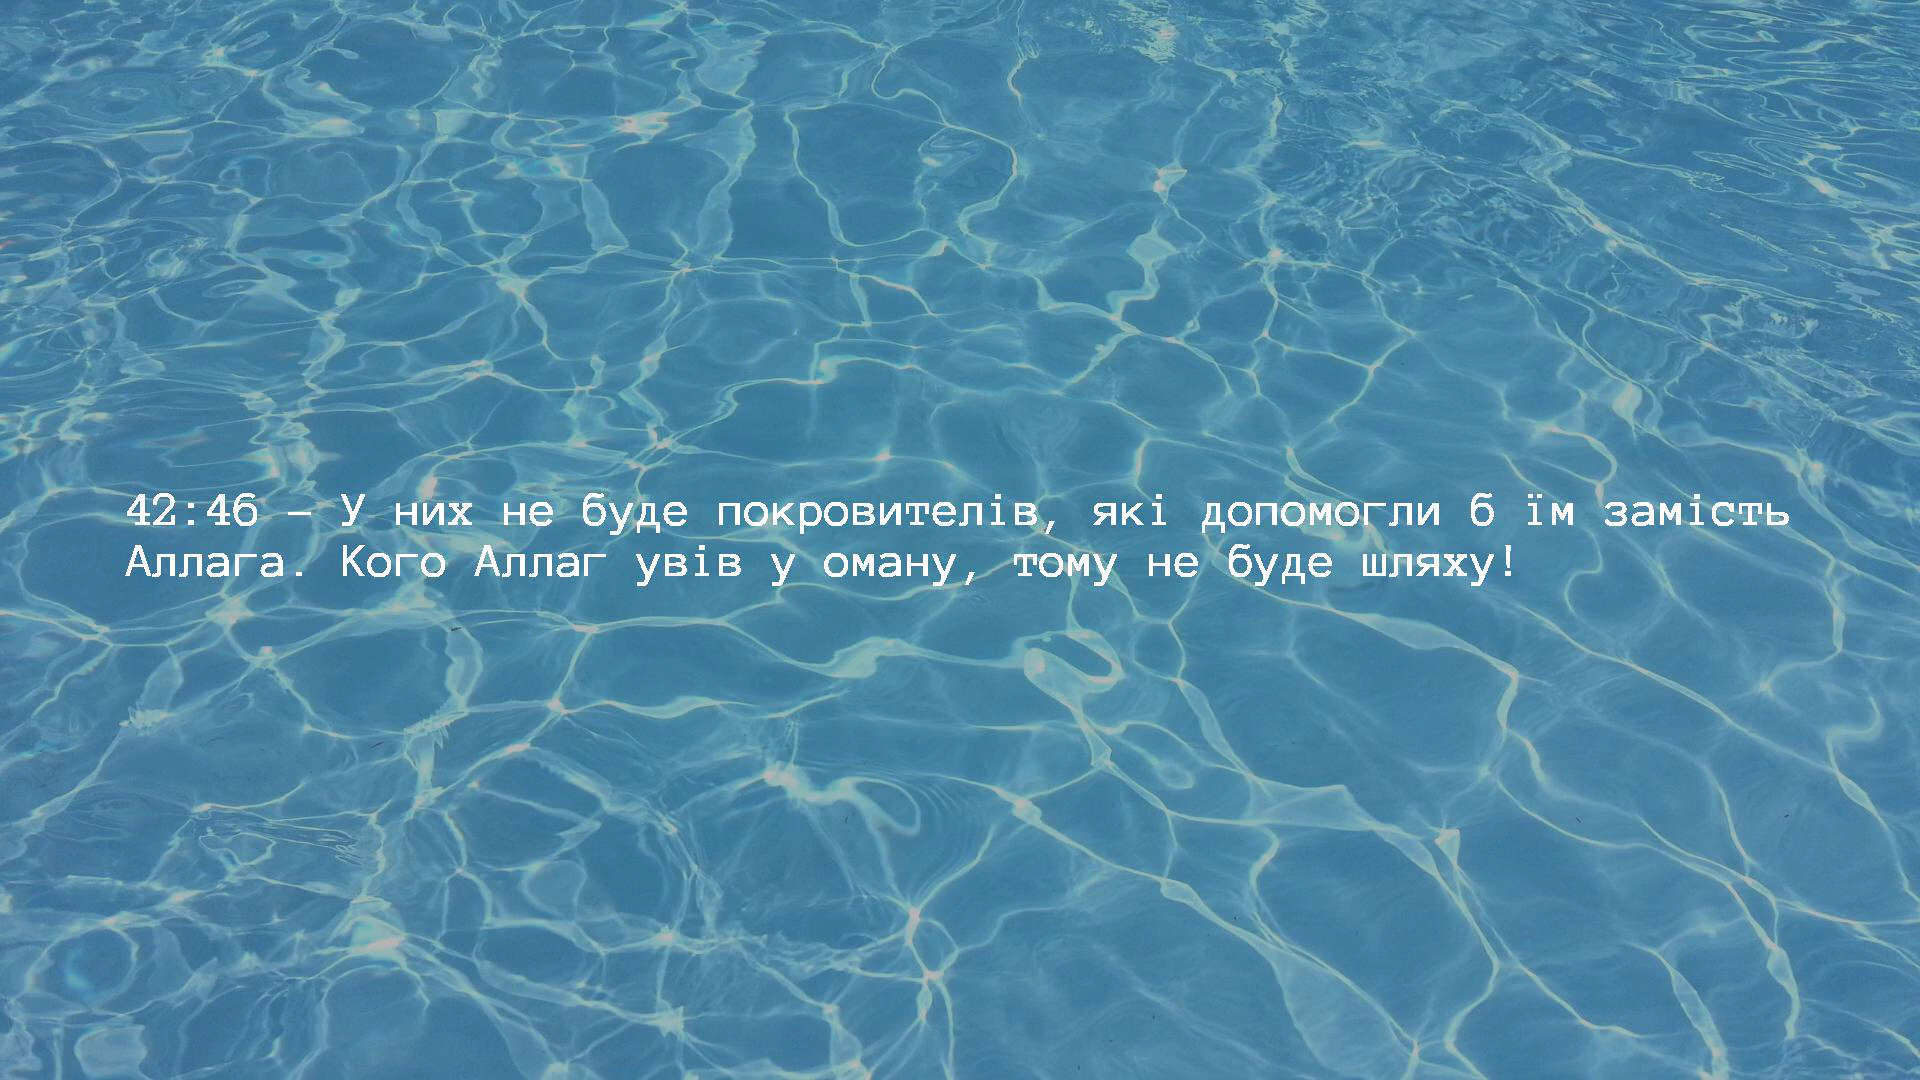 42:46 — У них не буде покровителів, які допомогли б їм замість
Аллага. Кого Аллаг увів у оману, тому не буде шляху!